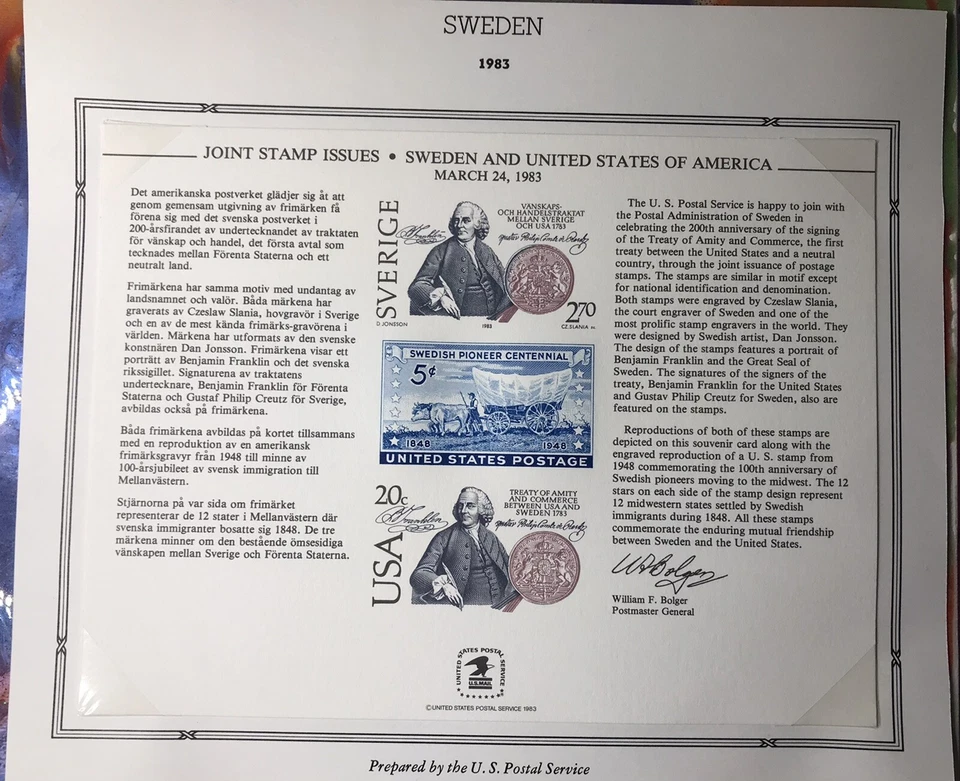 SWEDEN
1983
JOINT STAMP ISSUES • SWEDEN AND UNITED STATES OF AMERICA
MARCH 24, 1983
Det amerikanska postverket glädjer sig åt att
genom gemensam utgivning av frimärken få
förena sig med det svenska postverket i
200-årsfirandet av undertecknandet av traktaten
för vänskap och handel, det första avtal som
tecknades mellan Förenta Staterna och ett
neutralt land.
Frimärkena har samma motiv med undantag av
landsnamnet och valör. Båda märkena har
graverats av Czeslaw Slania, hovgravör i Sverige
och en av de mest kända frimärks-gravörena i
världen. Märkena har utformats av den svenske
konstnären Dan Jonsson. Frimärkena visar ett
porträtt av Benjamin Franklin och det svenska
rikssigillet. Signaturena av traktatens
undertecknare, Benjamin Franklin för Förenta
Staterna och Gustaf Philip Creutz för Sverige,
avbildas också på frimärkena.
Båda frimärkena avbildas på kortet tillsammans
med en reproduktion av en amerikansk
frimärksgravyr från 1948 till minne av
100-årsjubileet av svensk immigration till
Mellanvästern.
Stjärnorna på var sida om frimärket
representerar de 12 stater i Mellanvästern där
svenska immigranter bosatte sig 1848. De tre
märkena minner om den bestående ömsesidiga
vänskapen mellan Sverige och Förenta Staterna.
SVERIGE
VÄNSKAPS-
OCH HANDELSTRAKTAT
MELLAN SVERIGE
OCH USA 1783
B Franklin
Gustav Philip Comte de Creutz
270
D. JONSSON
1983
CZ. SLANIA sc.
SWEDISH PIONEER CENTENNIAL
5¢
1848
1948
UNITED STATES POSTAGE
20c
TREATY OF AMITY
AND COMMERCE
BETWEEN USA AND
SWEDEN 1783
B Franklin
Gustav Philip Comte de Creutz
USA
The U. S. Postal Service is happy to join with
the Postal Administration of Sweden in
celebrating the 200th anniversary of the signing
of the Treaty of Amity and Commerce, the first
treaty between the United States and a neutral
country, through the joint issuance of postage
stamps. The stamps are similar in motif except
for national identification and denomination.
Both stamps were engraved by Czeslaw Slania,
the court engraver of Sweden and one of the
most prolific stamp engravers in the world. They
were designed by Swedish artist, Dan Jonsson.
The design of the stamps features a portrait of
Benjamin Franklin and the Great Seal of
Sweden. The signatures of the signers of the
treaty, Benjamin Franklin for the United States
and Gustav Philip Creutz for Sweden, also are
featured on the stamps.
Reproductions of both of these stamps are
depicted on this souvenir card along with the
engraved reproduction of a U. S. stamp from
1948 commemorating the 100th anniversary of
Swedish pioneers moving to the midwest. The 12
stars on each side of the stamp design represent
12 midwestern states settled by Swedish
immigrants during 1848. All these stamps
commemorate the enduring mutual friendship
between Sweden and the United States.
WF Bolger
William F. Bolger
Postmaster General
UNITED STATES POSTAL SERVICE
U.S. MAIL
©UNITED STATES POSTAL SERVICE 1983
Prepared by the U. S. Postal Service